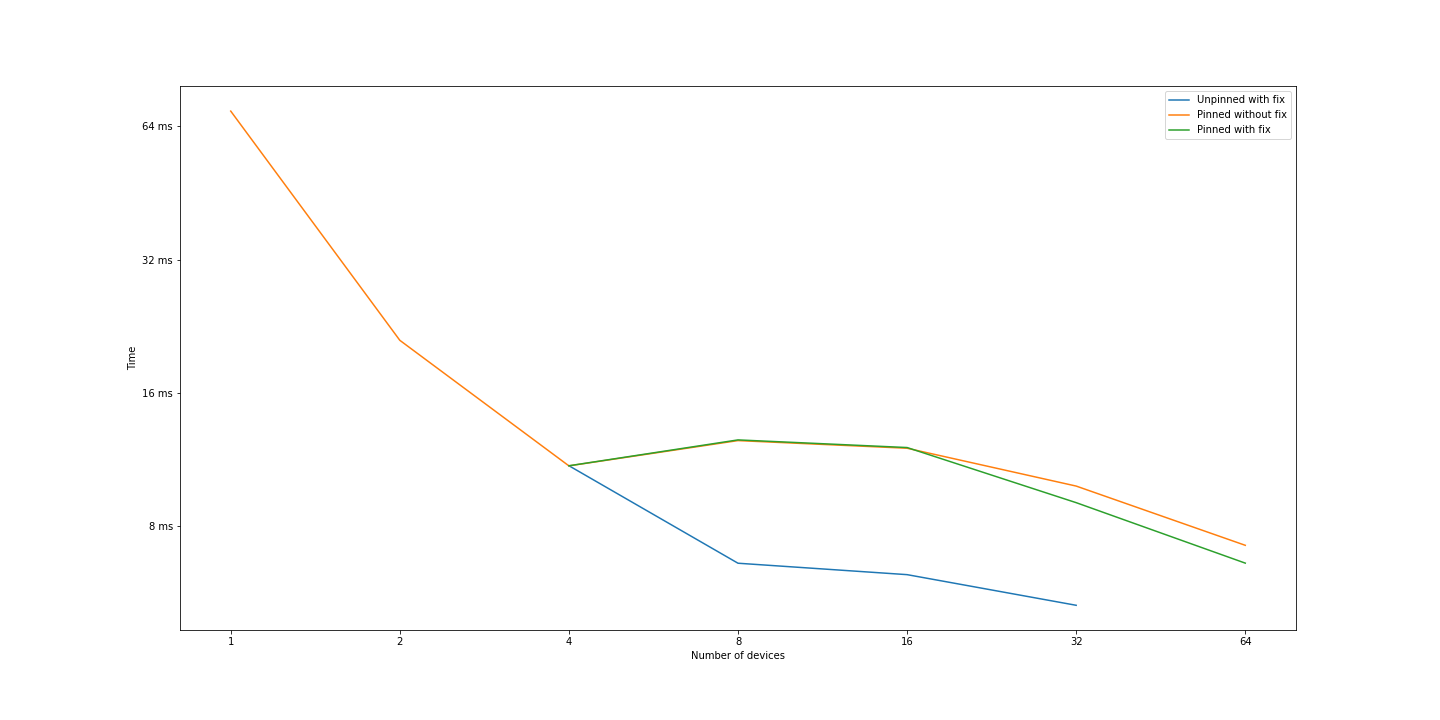 Unpinned with fix
Pinned without fix
Pinned with fix
64 ms
32 ms
16 ms
8 ms
Time
1 2 4 8 16 32 64
Number of devices